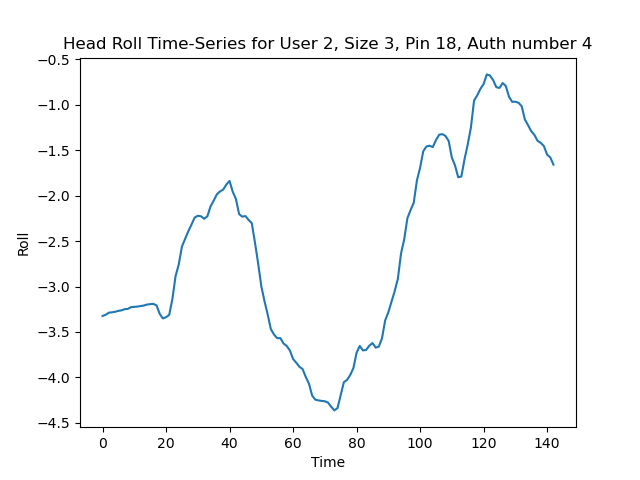 Head Roll Time-Series for User 2, Size 3, Pin 18, Auth number 4
−0.5
−1.0
−1.5
−2.0
−2.5
−3.0
−3.5
−4.0
−4.5
Roll
0 20 40 60 80 100 120 140
Time